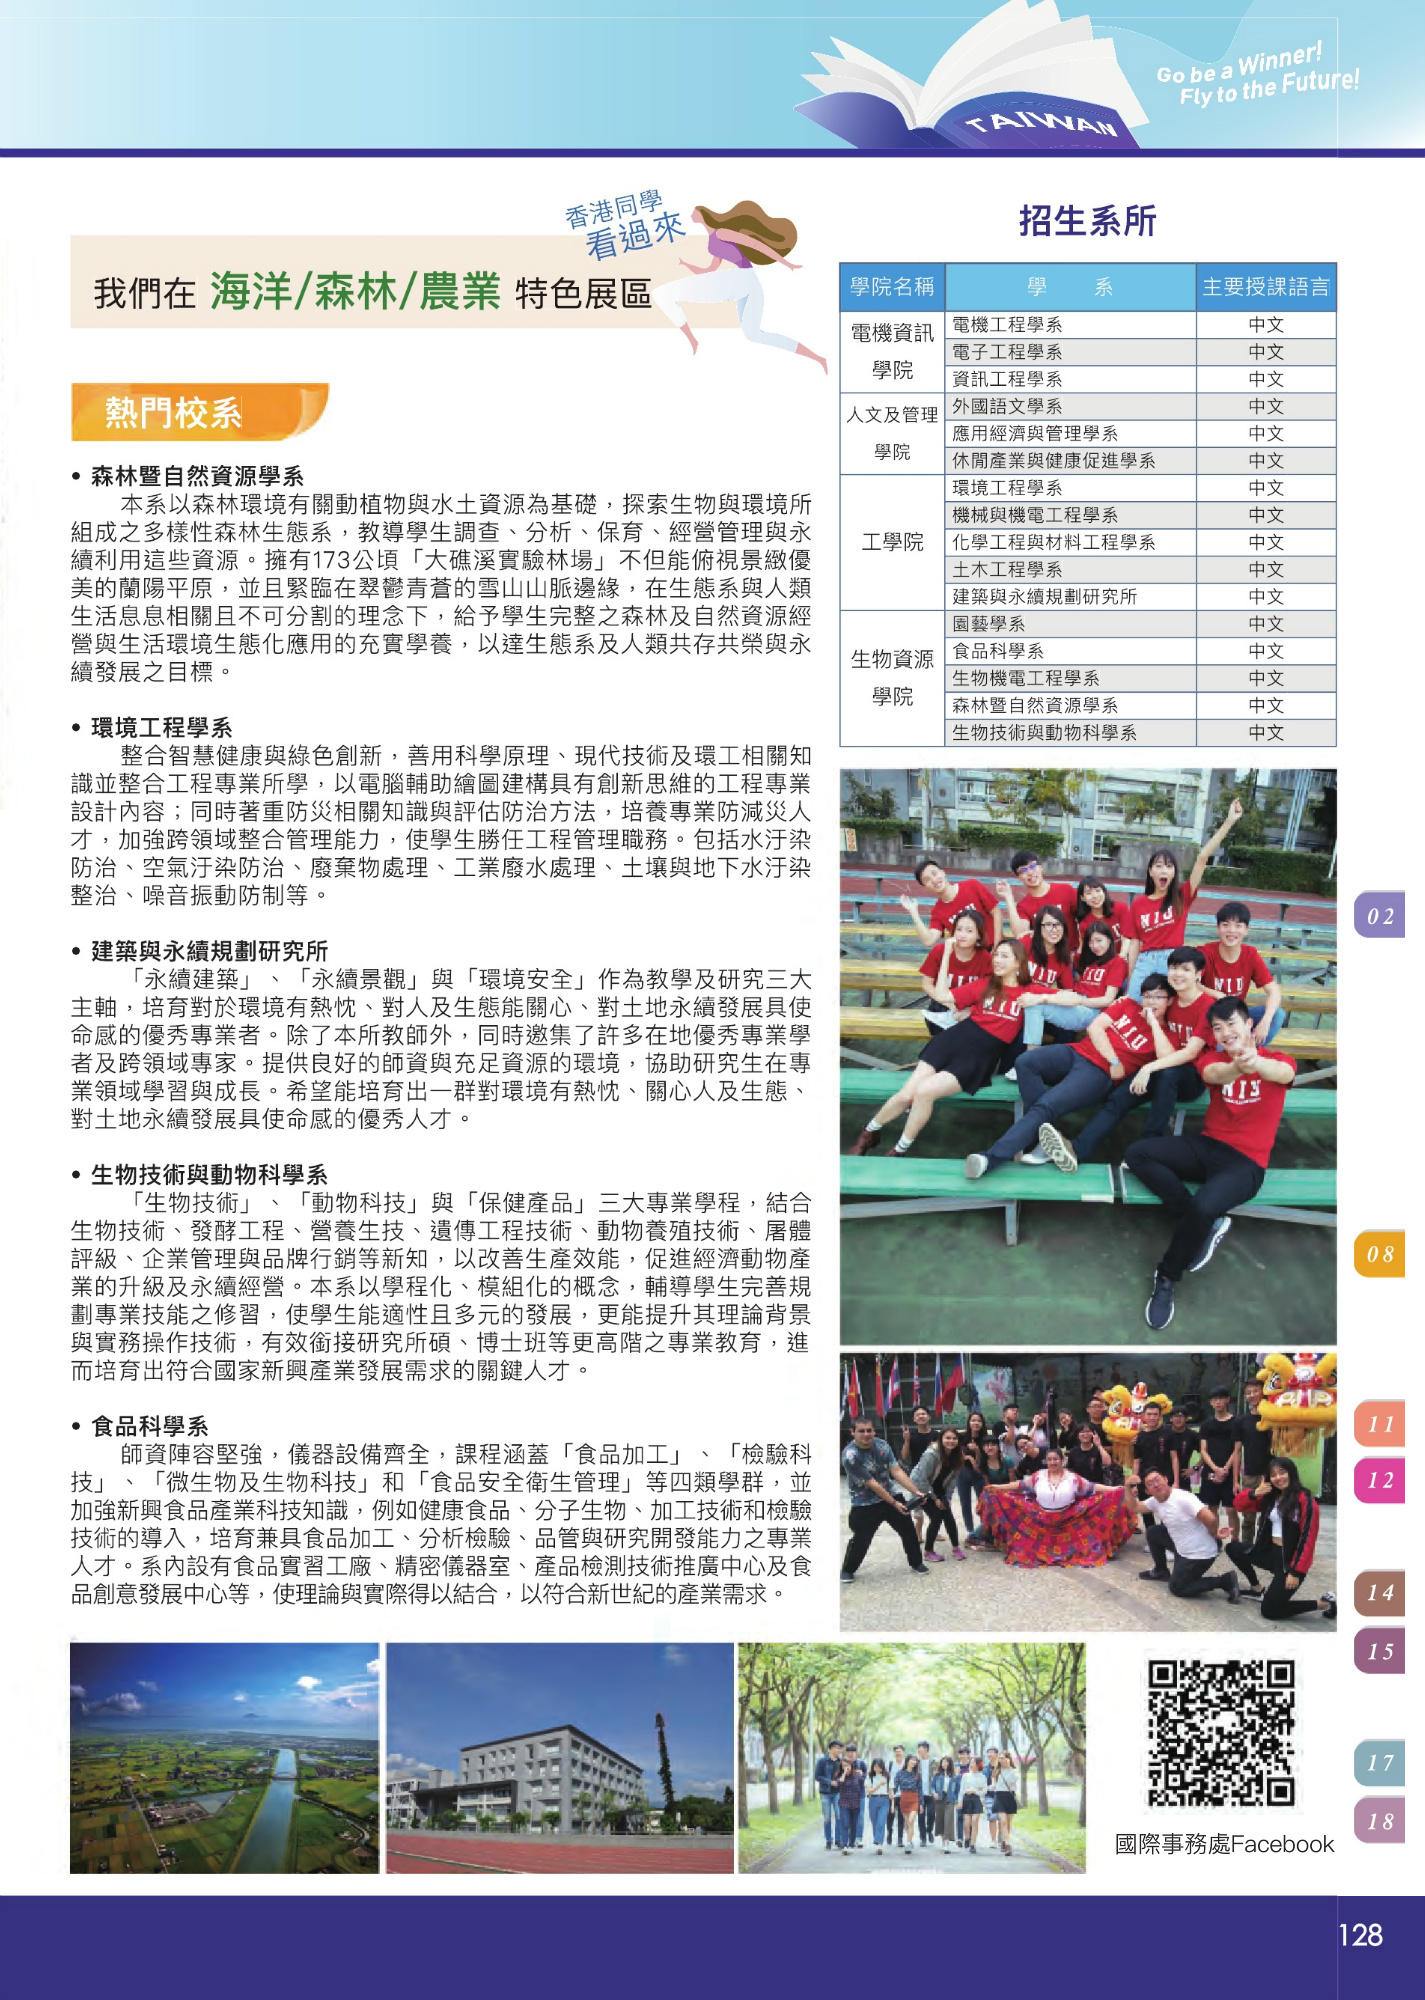 Go be a Winner!
Fly to the Future!
TAIWAN
香港同學
看過來
我們在 海洋/森林/農業 特色展區
熱門校系
• 森林暨自然資源學系
本系以森林環境有關動植物與水土資源為基礎，探索生物與環境所
組成之多樣性森林生態系，教導學生調查、分析、保育、經營管理與永
續利用這些資源。擁有173公頃「大礁溪實驗林場」不但能俯視景緻優
美的蘭陽平原，並且緊臨在翠鬱青蒼的雪山山脈邊緣，在生態系與人類
生活息息相關且不可分割的理念下，給予學生完整之森林及自然資源經
營與生活環境生態化應用的充實學養，以達生態系及人類共存共榮與永
續發展之目標。
• 環境工程學系
整合智慧健康與綠色創新，善用科學原理、現代技術及環工相關知
識並整合工程專業所學，以電腦輔助繪圖建構具有創新思維的工程專業
設計內容；同時著重防災相關知識與評估防治方法，培養專業防減災人
才，加強跨領域整合管理能力，使學生勝任工程管理職務。包括水汙染
防治、空氣汙染防治、廢棄物處理、工業廢水處理、土壤與地下水汙染
整治、噪音振動防制等。
• 建築與永續規劃研究所
「永續建築」、「永續景觀」與「環境安全」作為教學及研究三大
主軸，培育對於環境有熱忱、對人及生態能關心、對土地永續發展具使
命感的優秀專業者。除了本所教師外，同時邀集了許多在地優秀專業學
者及跨領域專家。提供良好的師資與充足資源的環境，協助研究生在專
業領域學習與成長。希望能培育出一群對環境有熱忱、關心人及生態、
對土地永續發展具使命感的優秀人才。
• 生物技術與動物科學系
「生物技術」、「動物科技」與「保健產品」三大專業學程，結合
生物技術、發酵工程、營養生技、遺傳工程技術、動物養殖技術、屠體
評級、企業管理與品牌行銷等新知，以改善生產效能，促進經濟動物產
業的升級及永續經營。本系以學程化、模組化的概念，輔導學生完善規
劃專業技能之修習，使學生能適性且多元的發展，更能提升其理論背景
與實務操作技術，有效銜接研究所碩、博士班等更高階之專業教育，進
而培育出符合國家新興產業發展需求的關鍵人才。
• 食品科學系
師資陣容堅強，儀器設備齊全，課程涵蓋「食品加工」、「檢驗科
技」、「微生物及生物科技」和「食品安全衛生管理」等四類學群，並
加強新興食品產業科技知識，例如健康食品、分子生物、加工技術和檢驗
技術的導入，培育兼具食品加工、分析檢驗、品管與研究開發能力之專業
人才。系內設有食品實習工廠、精密儀器室、產品檢測技術推廣中心及食
品創意發展中心等，使理論與實際得以結合，以符合新世紀的產業需求。
招生系所
學院名稱 學 系 主要授課語言
電機資訊
學院
電機工程學系 中文
電子工程學系 中文
資訊工程學系 中文
人文及管理
學院
外國語文學系 中文
應用經濟與管理學系 中文
休閒產業與健康促進學系 中文
工學院
環境工程學系 中文
機械與機電工程學系 中文
化學工程與材料工程學系 中文
土木工程學系 中文
建築與永續規劃研究所 中文
生物資源
學院
園藝學系 中文
食品科學系 中文
生物機電工程學系 中文
森林暨自然資源學系 中文
生物技術與動物科學系 中文
NIU
NIU
NIU
NIU
NIU
NIU
NIU
國際事務處Facebook
02
08
11
12
14
15
17
18
128